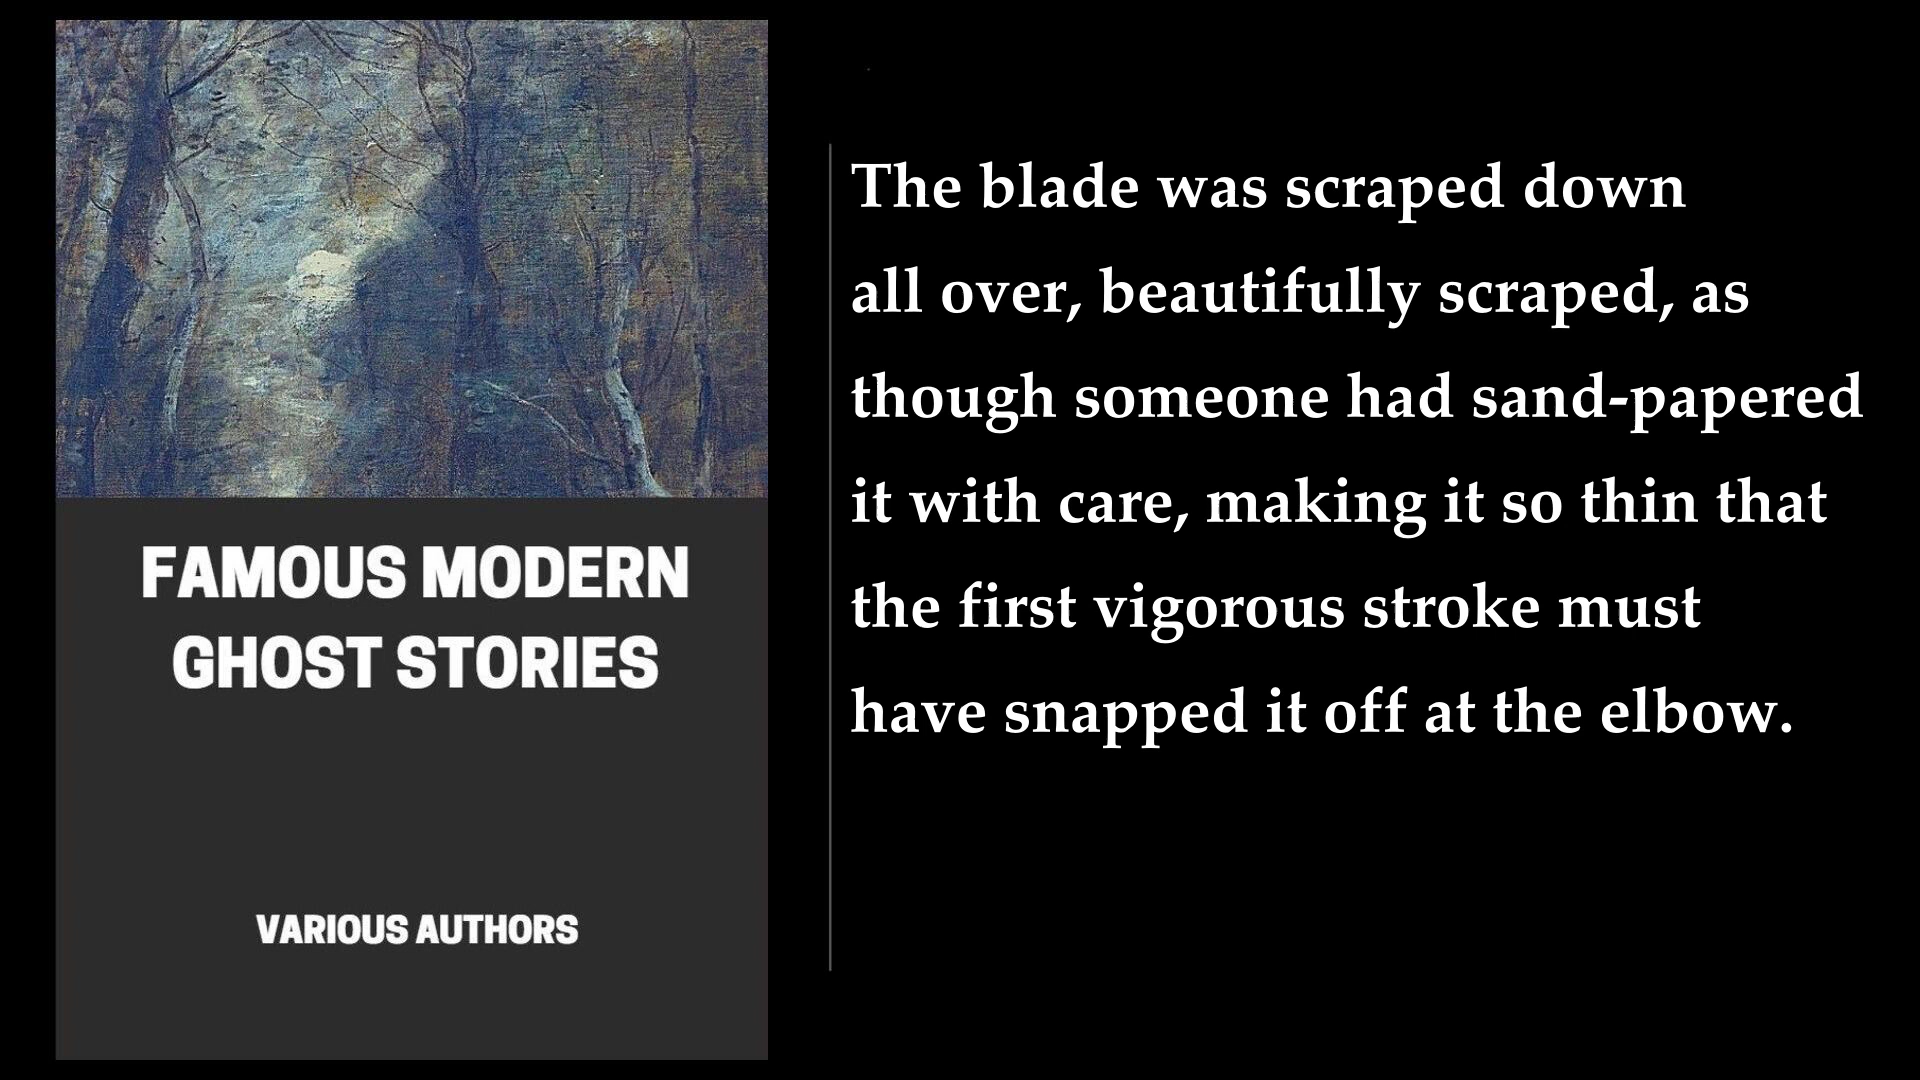 FAMOUS MODERN
GHOST STORIES
VARIOUS AUTHORS
The blade was scraped down
all over, beautifully scraped, as
though someone had sand-papered
it with care, making it so thin that
the first vigorous stroke must
have snapped it off at the elbow.